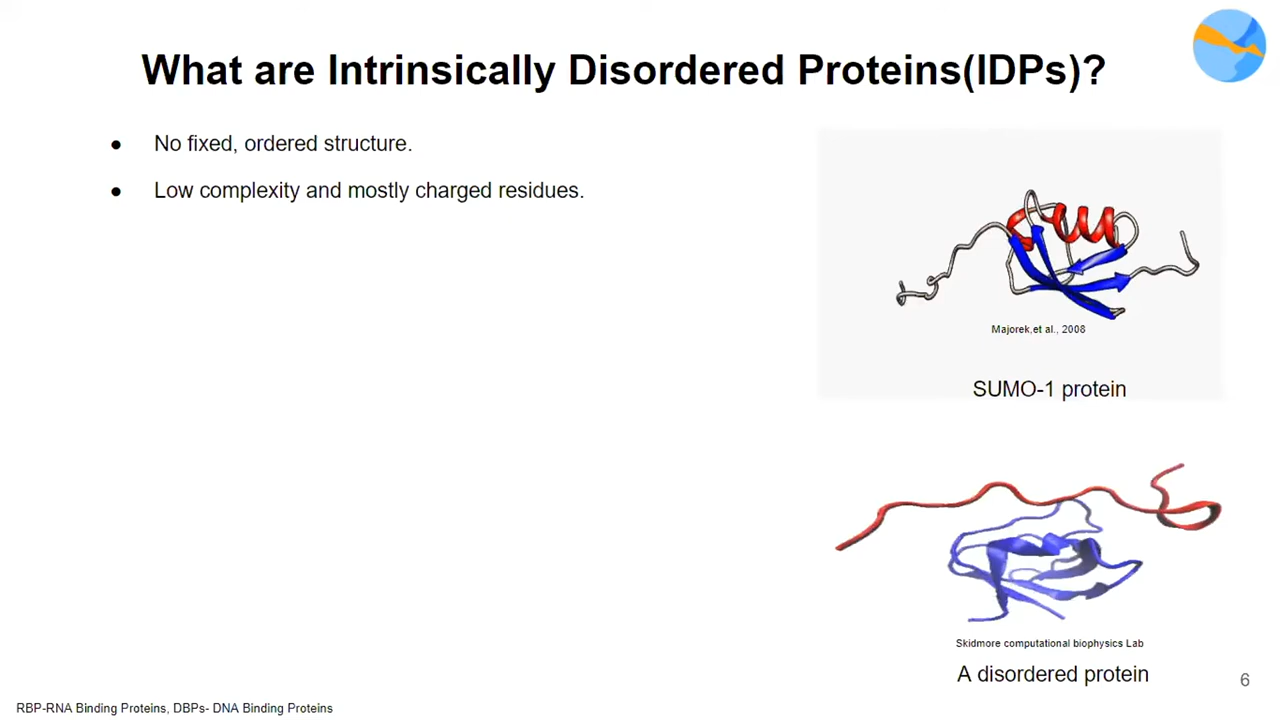 What are Intrinsically Disordered Proteins(IDPs)?
● No fixed, ordered structure.
● Low complexity and mostly charged residues.
Majorek,et al., 2008
SUMO-1 protein
Skidmore computational biophysics Lab
A disordered protein
6
RBP-RNA Binding Proteins, DBPs- DNA Binding Proteins